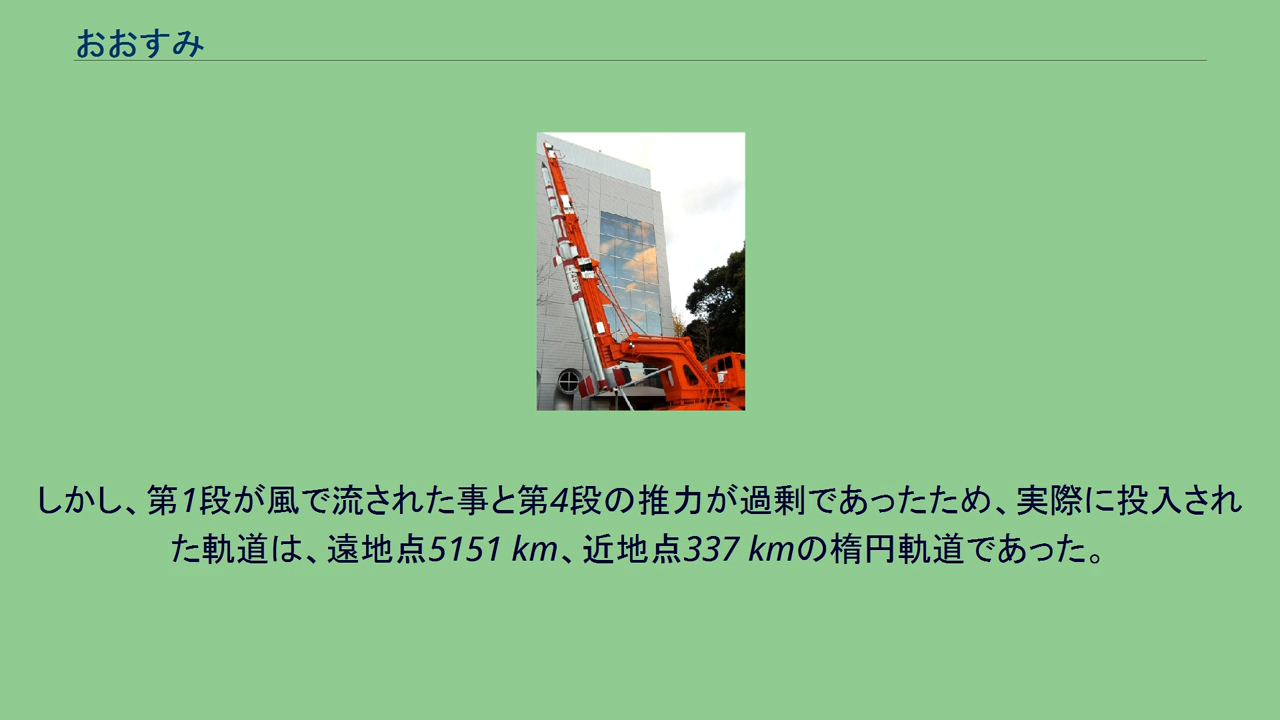 おおすみ
しかし、第1段が風で流された事と第4段の推力が過剰であったため、実際に投入され
た軌道は、遠地点5151 km、近地点337 kmの楕円軌道であった。